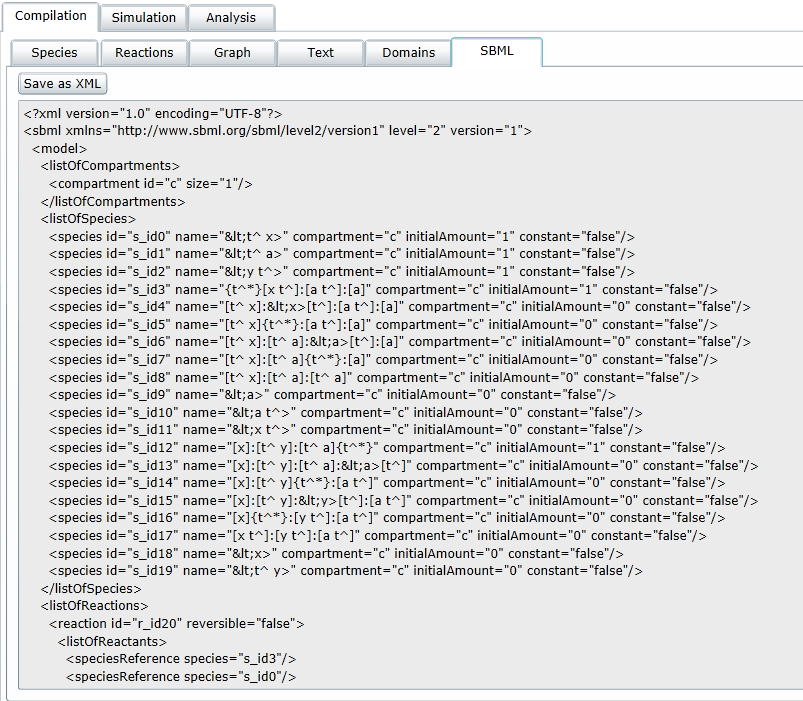 Compilation Simulation Analysis
Species Reactions Graph Text Domains SBML
Save as XML
<?xml version="1.0" encoding="UTF-8"?>
<sbml xmlns="http://www.sbml.org/sbml/level2/version1" level="2" version="1">
<model>
<listOfCompartments>
<compartment id="c" size="1"/>
</listOfCompartments>
<listOfSpecies>
<species id="s_id0" name="&lt;t^ x>" compartment="c" initialAmount="1" constant="false"/>
<species id="s_id1" name="&lt;t^ a>" compartment="c" initialAmount="1" constant="false"/>
<species id="s_id2" name="&lt;y t^>" compartment="c" initialAmount="1" constant="false"/>
<species id="s_id3" name="{t^*}[x t^]:[a t^]:[a]" compartment="c" initialAmount="1" constant="false"/>
<species id="s_id4" name="[t^ x]:&lt;x>[t^]:[a t^]:[a]" compartment="c" initialAmount="0" constant="false"/>
<species id="s_id5" name="[t^ x]{t^*}:[a t^]:[a]" compartment="c" initialAmount="0" constant="false"/>
<species id="s_id6" name="[t^ x]:[t^ a]:&lt;a>[t^]:[a]" compartment="c" initialAmount="0" constant="false"/>
<species id="s_id7" name="[t^ x]:[t^ a]{t^*}:[a]" compartment="c" initialAmount="0" constant="false"/>
<species id="s_id8" name="[t^ x]:[t^ a]:[t^ a]" compartment="c" initialAmount="0" constant="false"/>
<species id="s_id9" name="&lt;a>" compartment="c" initialAmount="0" constant="false"/>
<species id="s_id10" name="&lt;a t^>" compartment="c" initialAmount="0" constant="false"/>
<species id="s_id11" name="&lt;x t^>" compartment="c" initialAmount="0" constant="false"/>
<species id="s_id12" name="[x]:[t^ y]:[t^ a]{t^*}" compartment="c" initialAmount="1" constant="false"/>
<species id="s_id13" name="[x]:[t^ y]:[t^ a]:&lt;a>[t^]" compartment="c" initialAmount="0" constant="false"/>
<species id="s_id14" name="[x]:[t^ y]{t^*}:[a t^]" compartment="c" initialAmount="0" constant="false"/>
<species id="s_id15" name="[x]:[t^ y]:&lt;y>[t^]:[a t^]" compartment="c" initialAmount="0" constant="false"/>
<species id="s_id16" name="[x]{t^*}:[y t^]:[a t^]" compartment="c" initialAmount="0" constant="false"/>
<species id="s_id17" name="[x t^]:[y t^]:[a t^]" compartment="c" initialAmount="0" constant="false"/>
<species id="s_id18" name="&lt;x>" compartment="c" initialAmount="0" constant="false"/>
<species id="s_id19" name="&lt;t^ y>" compartment="c" initialAmount="0" constant="false"/>
</listOfSpecies>
<listOfReactions>
<reaction id="r_id20" reversible="false">
<listOfReactants>
<speciesReference species="s_id3"/>
<speciesReference species="s_id0"/>